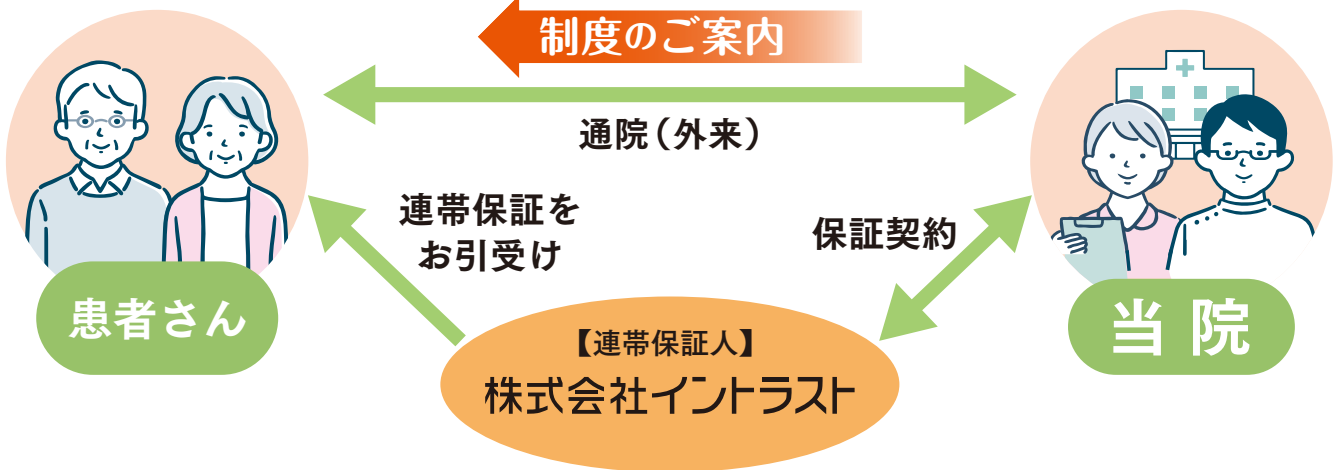 制度のご案内
通院（外来）
連帯保証を
お引受け
保証契約
患者さん
当 院
【連帯保証人】
株式会社イントラスト